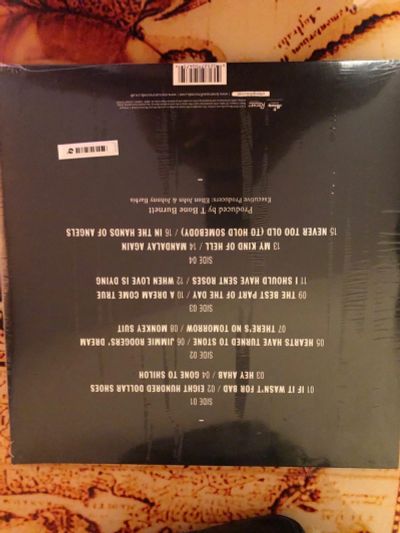 SIDE 01
01 IF IT WASN'T FOR BAD / 02 EIGHT HUNDRED DOLLAR SHOES
03 HEY AHAB / 04 GONE TO SHILOH
SIDE 02
05 HEARTS HAVE TURNED TO STONE / 06 JIMMIE RODGERS' DREAM
07 THERE'S NO TOMORROW / 08 MONKEY SUIT
SIDE 03
09 THE BEST PART OF THE DAY / 10 A DREAM COME TRUE
11 I SHOULD HAVE SENT ROSES / 12 WHEN LOVE IS DYING
SIDE 04
13 MY KIND OF HELL / 14 MANDALAY AGAIN
15 NEVER TOO OLD (TO HOLD SOMEBODY) / 16 IN THE HANDS OF ANGELS
Produced by T Bone Burnett
Executive Producers: Elton John & Johnny Barbis